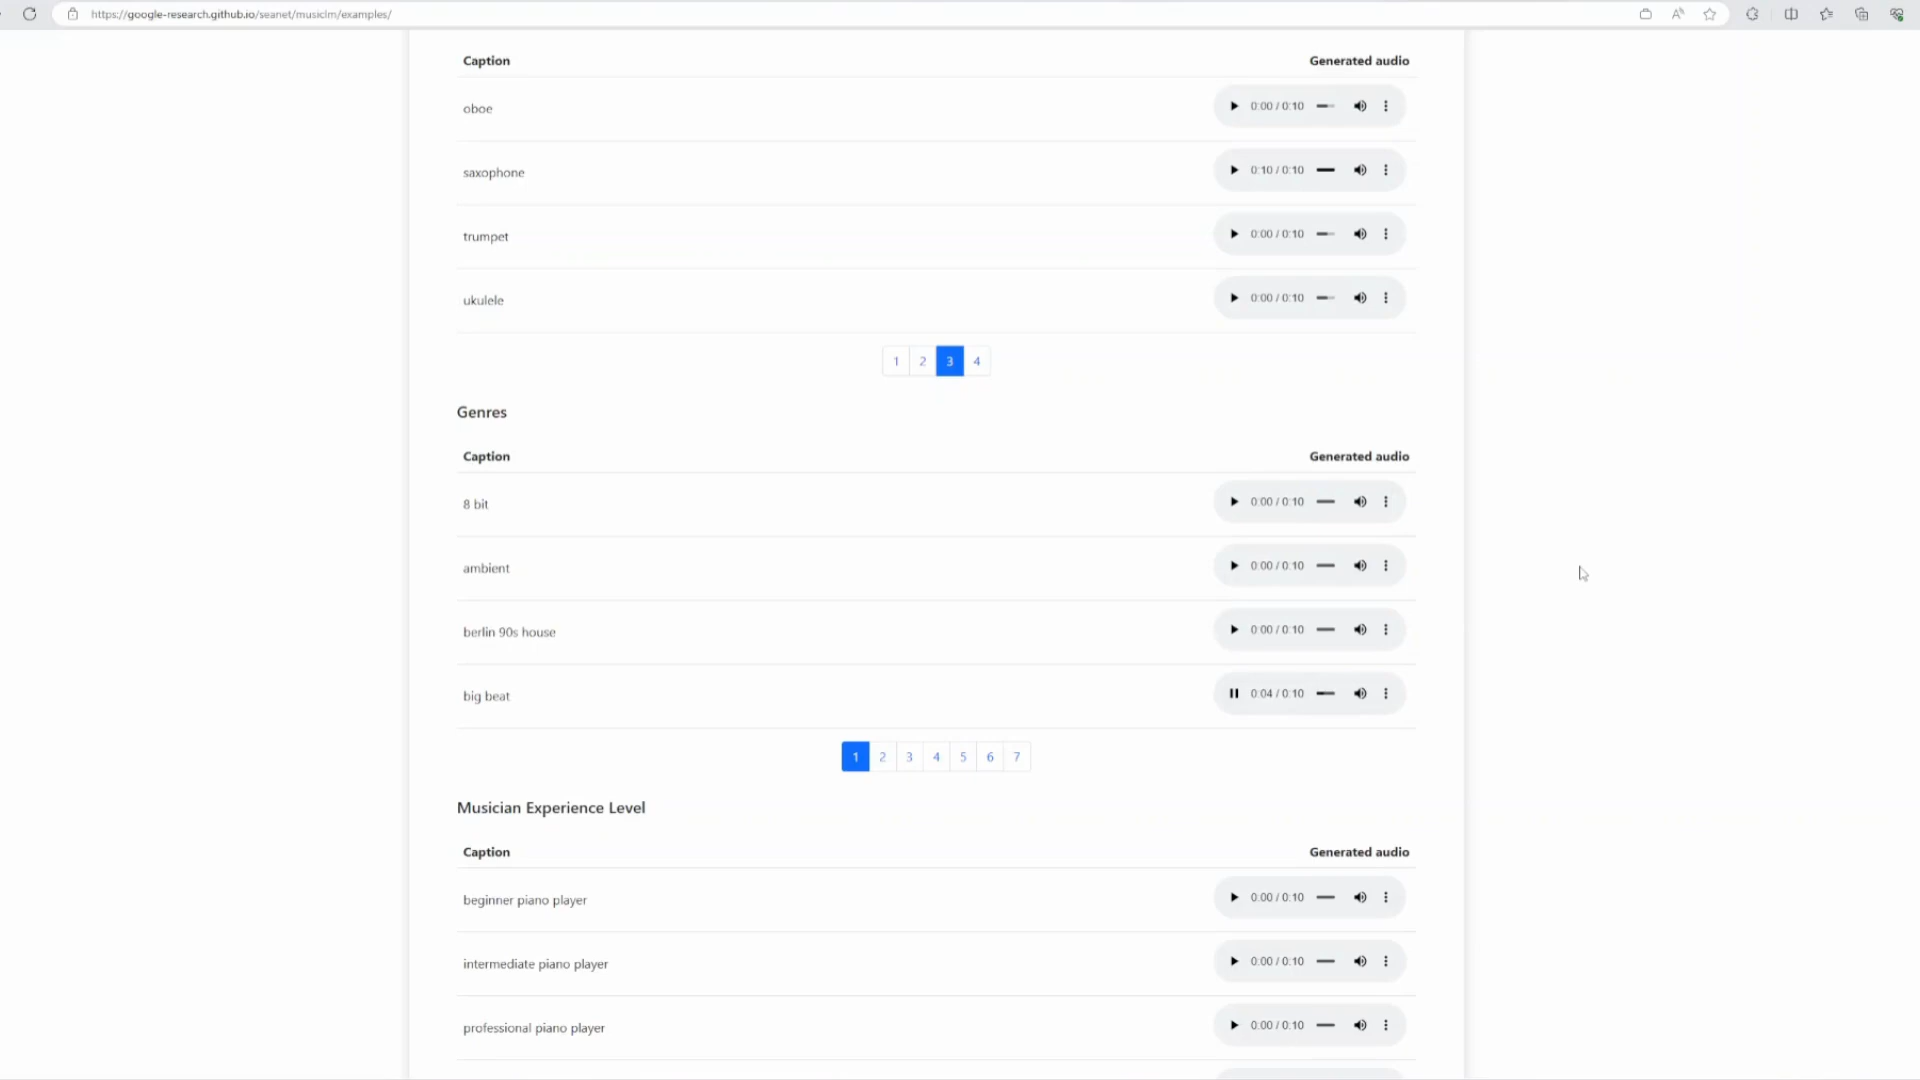 https://google-research.github.io/seanet/musiclm/examples/
Caption Generated audio
oboe 0:00 / 0:10
saxophone 0:10 / 0:10
trumpet 0:00 / 0:10
ukulele 0:00 / 0:10
1 2 3 4
Genres
Caption Generated audio
8 bit 0:00 / 0:10
ambient 0:00 / 0:10
berlin 90s house 0:00 / 0:10
big beat 0:04 / 0:10
1 2 3 4 5 6 7
Musician Experience Level
Caption Generated audio
beginner piano player 0:00 / 0:10
intermediate piano player 0:00 / 0:10
professional piano player 0:00 / 0:10